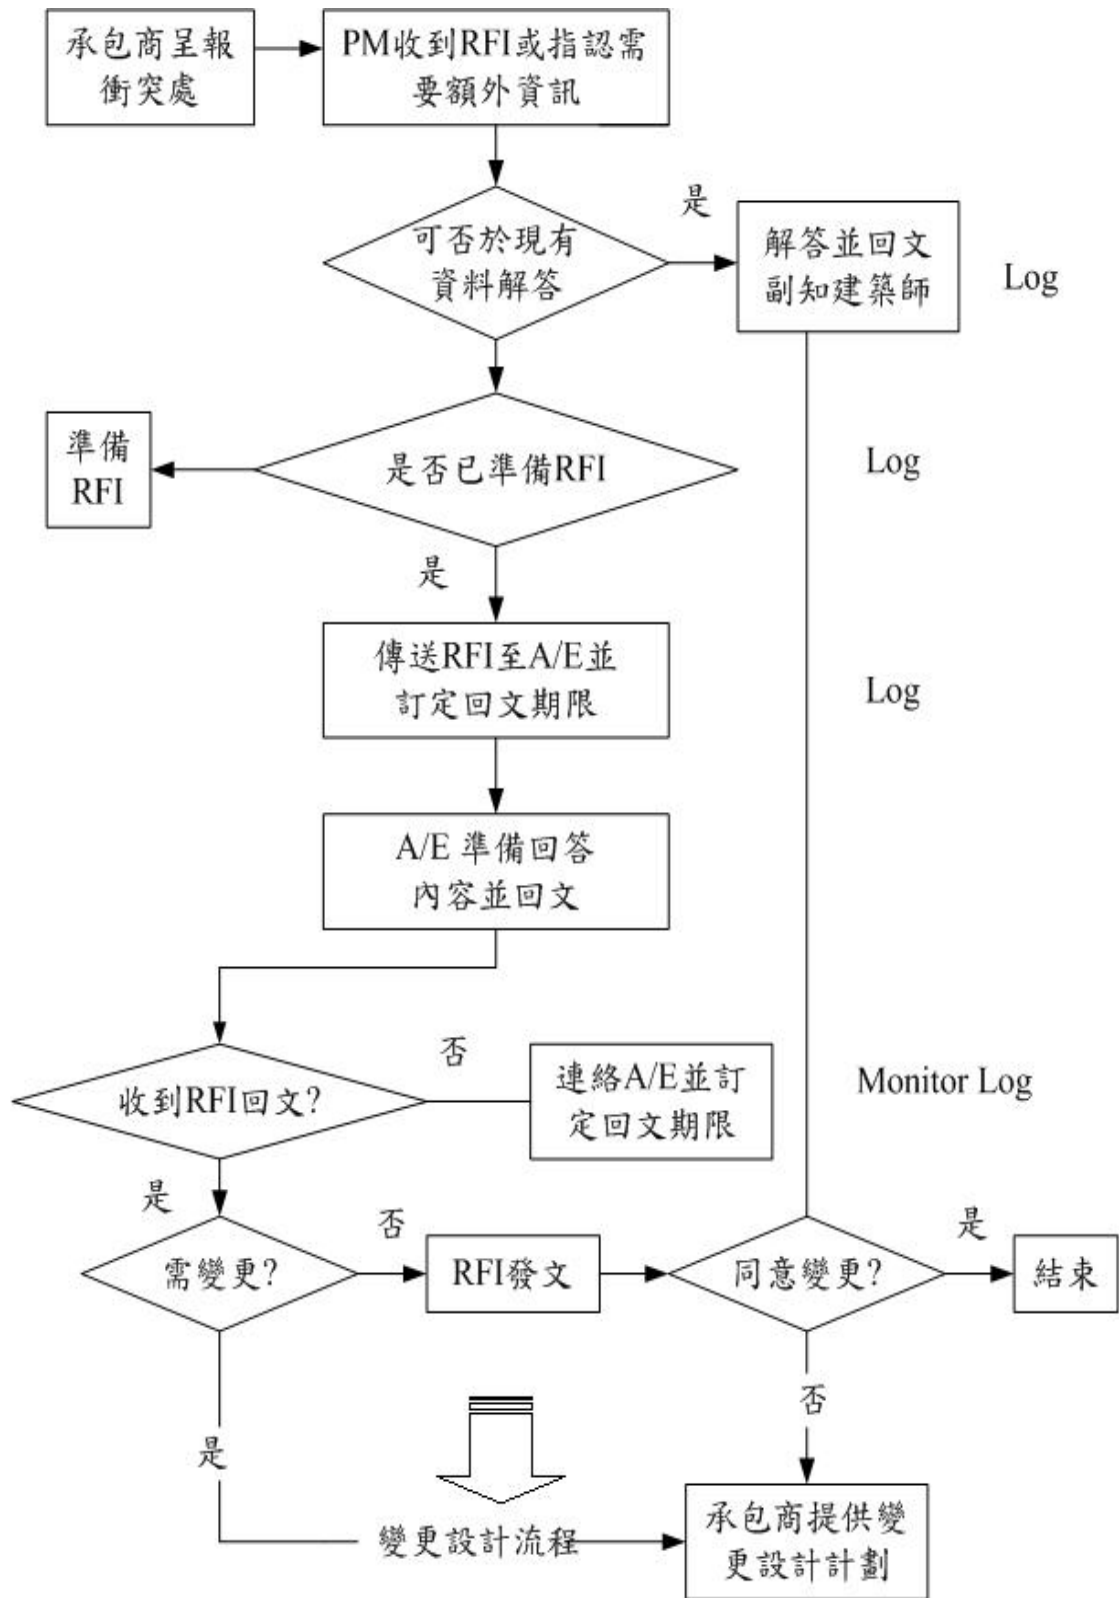 承包商呈報
衝突處
PM收到RFI或指認需
要額外資訊
可否於現有
資料解答
是
解答並回文
副知建築師
Log
準備
RFI
是否已準備RFI
Log
是
傳送RFI至A/E並
訂定回文期限
Log
A/E 準備回答
內容並回文
收到RFI回文?
否
連絡A/E並訂
定回文期限
Monitor Log
是
需變更?
否
RFI發文
同意變更?
是
結束
否
是
變更設計流程
承包商提供變
更設計計劃